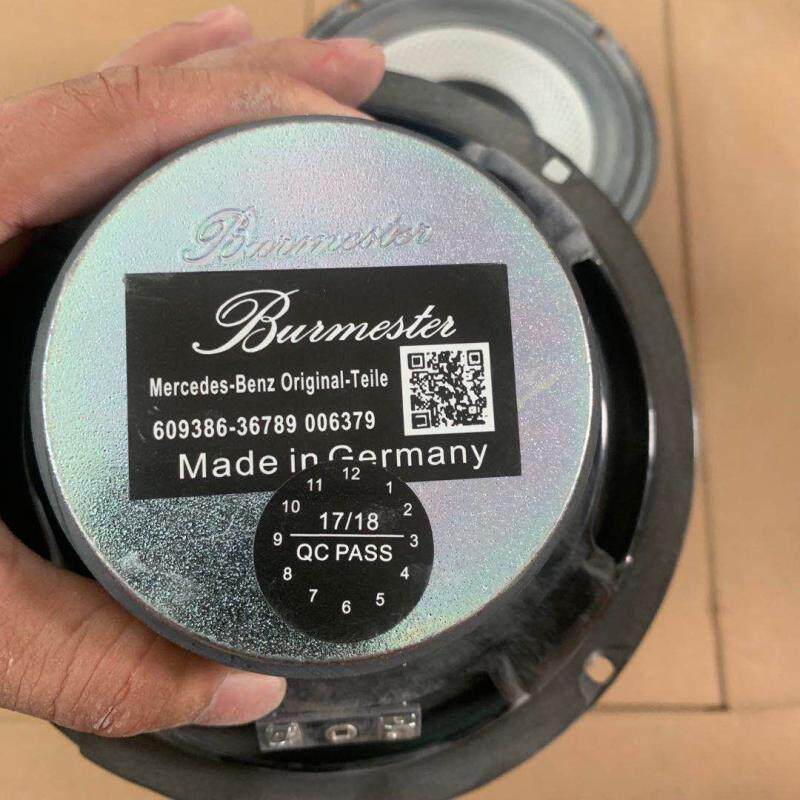 Burmester
Burmester
Mercedes-Benz Original-Teile
609386-36789 006379
Made in Germany
12
11 1
10 2
17/18
9 3
QC PASS
8 4
7 5
6